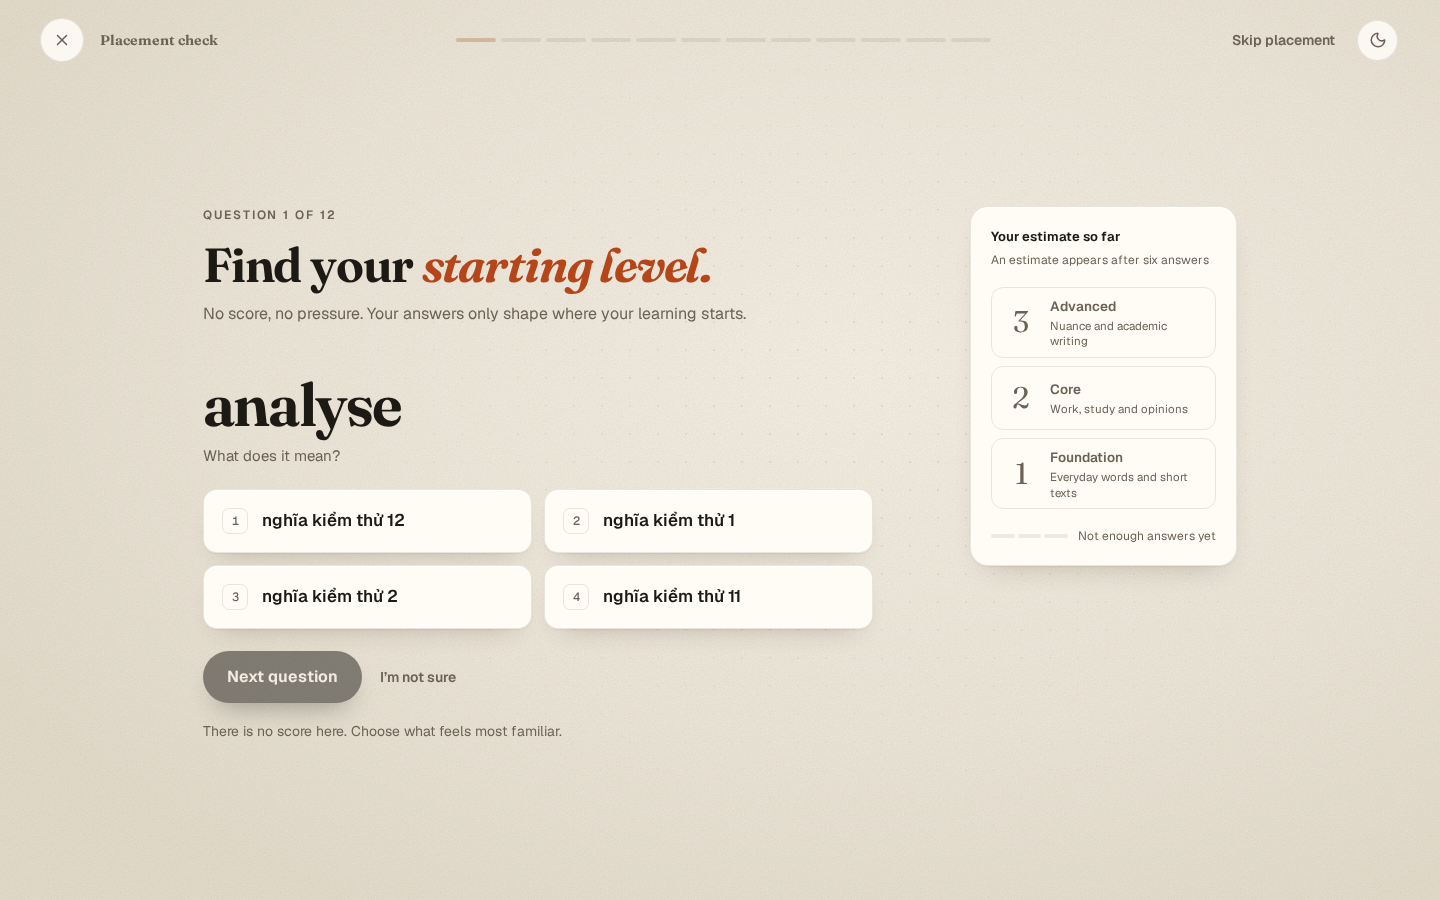 Placement check
Skip placement
QUESTION 1 OF 12
Find your starting level.
No score, no pressure. Your answers only shape where your learning starts.
analyse
What does it mean?
1 nghĩa kiểm thử 12
2 nghĩa kiểm thử 1
3 nghĩa kiểm thử 2
4 nghĩa kiểm thử 11
Next question
I'm not sure
There is no score here. Choose what feels most familiar.
Your estimate so far
An estimate appears after six answers
3 Advanced
Nuance and academic
writing
2 Core
Work, study and opinions
1 Foundation
Everyday words and short
texts
Not enough answers yet